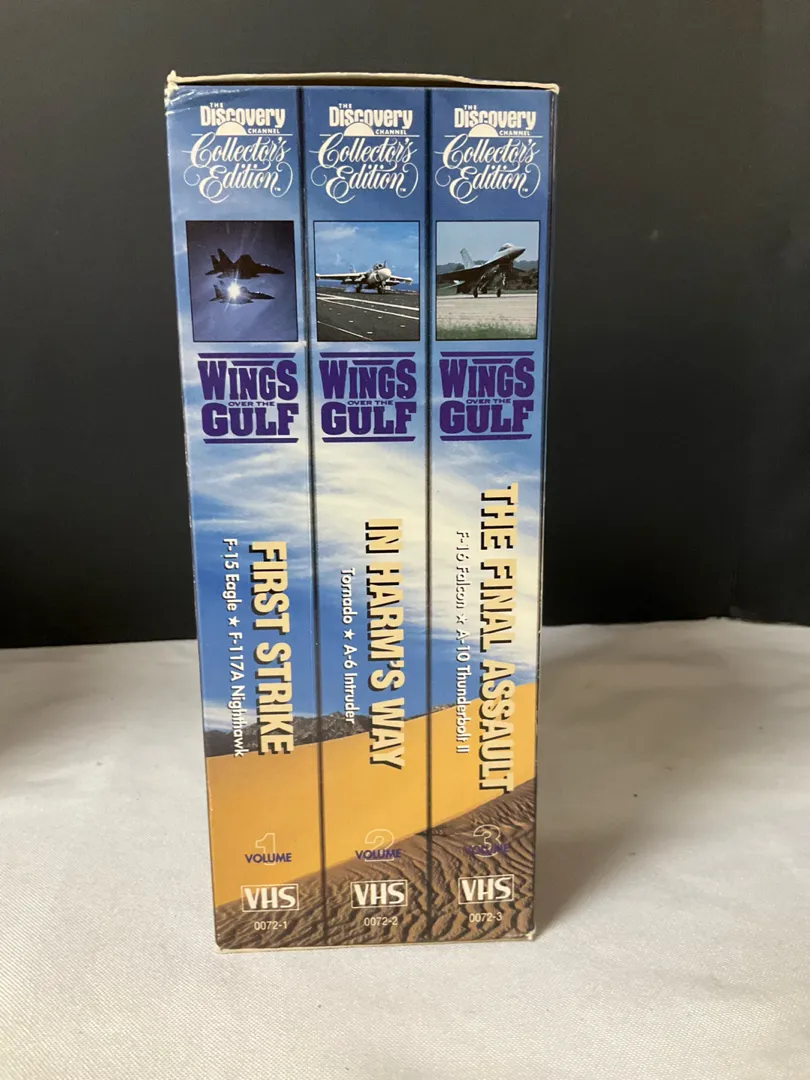 THE
Discovery
CHANNEL
Collector's
Edition™
WINGS
OVER THE
GULF
FIRST STRIKE
F-15 Eagle ★ F-117A Nighthawk
1
VOLUME
VHS
0072-1
THE
Discovery
CHANNEL
Collector's
Edition™
WINGS
OVER THE
GULF
IN HARM'S WAY
Tornado ★ A-6 Intruder
2
VOLUME
VHS
0072-2
THE
Discovery
CHANNEL
Collector's
Edition™
WINGS
OVER THE
GULF
THE FINAL ASSAULT
F-16 Falcon ★ A-10 Thunderbolt II
3
VOLUME
VHS
0072-3